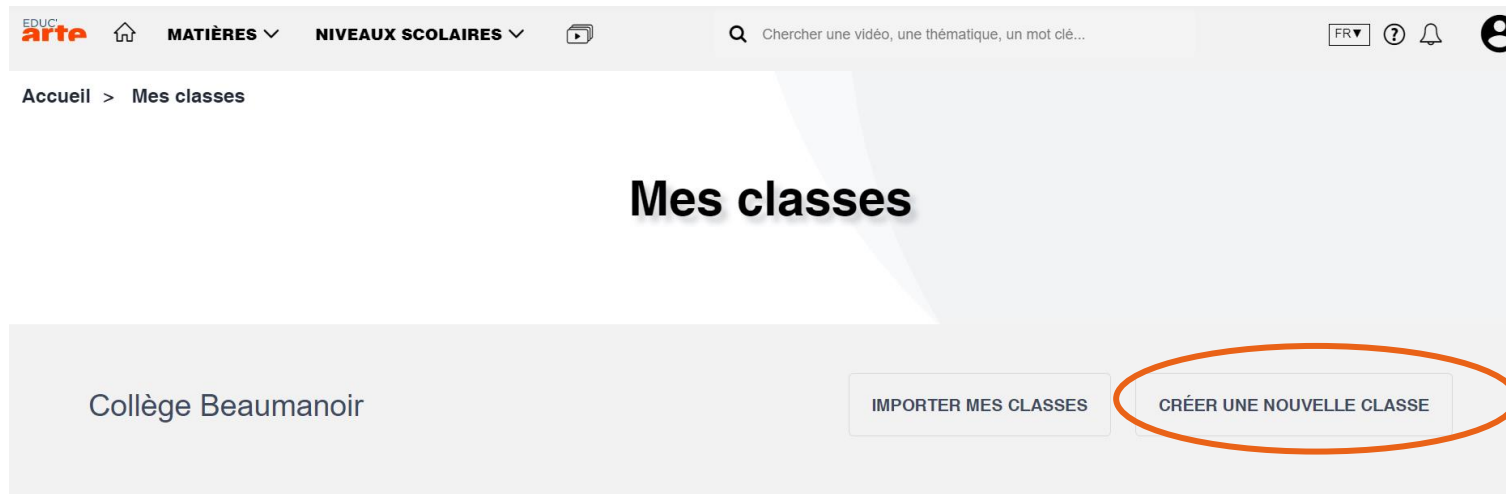 EDUC'
arte MATIÈRES NIVEAUX SCOLAIRES Chercher une vidéo, une thématique, un mot clé... FR▼ ?
Accueil > Mes classes
Mes classes
Collège Beaumanoir IMPORTER MES CLASSES CRÉER UNE NOUVELLE CLASSE